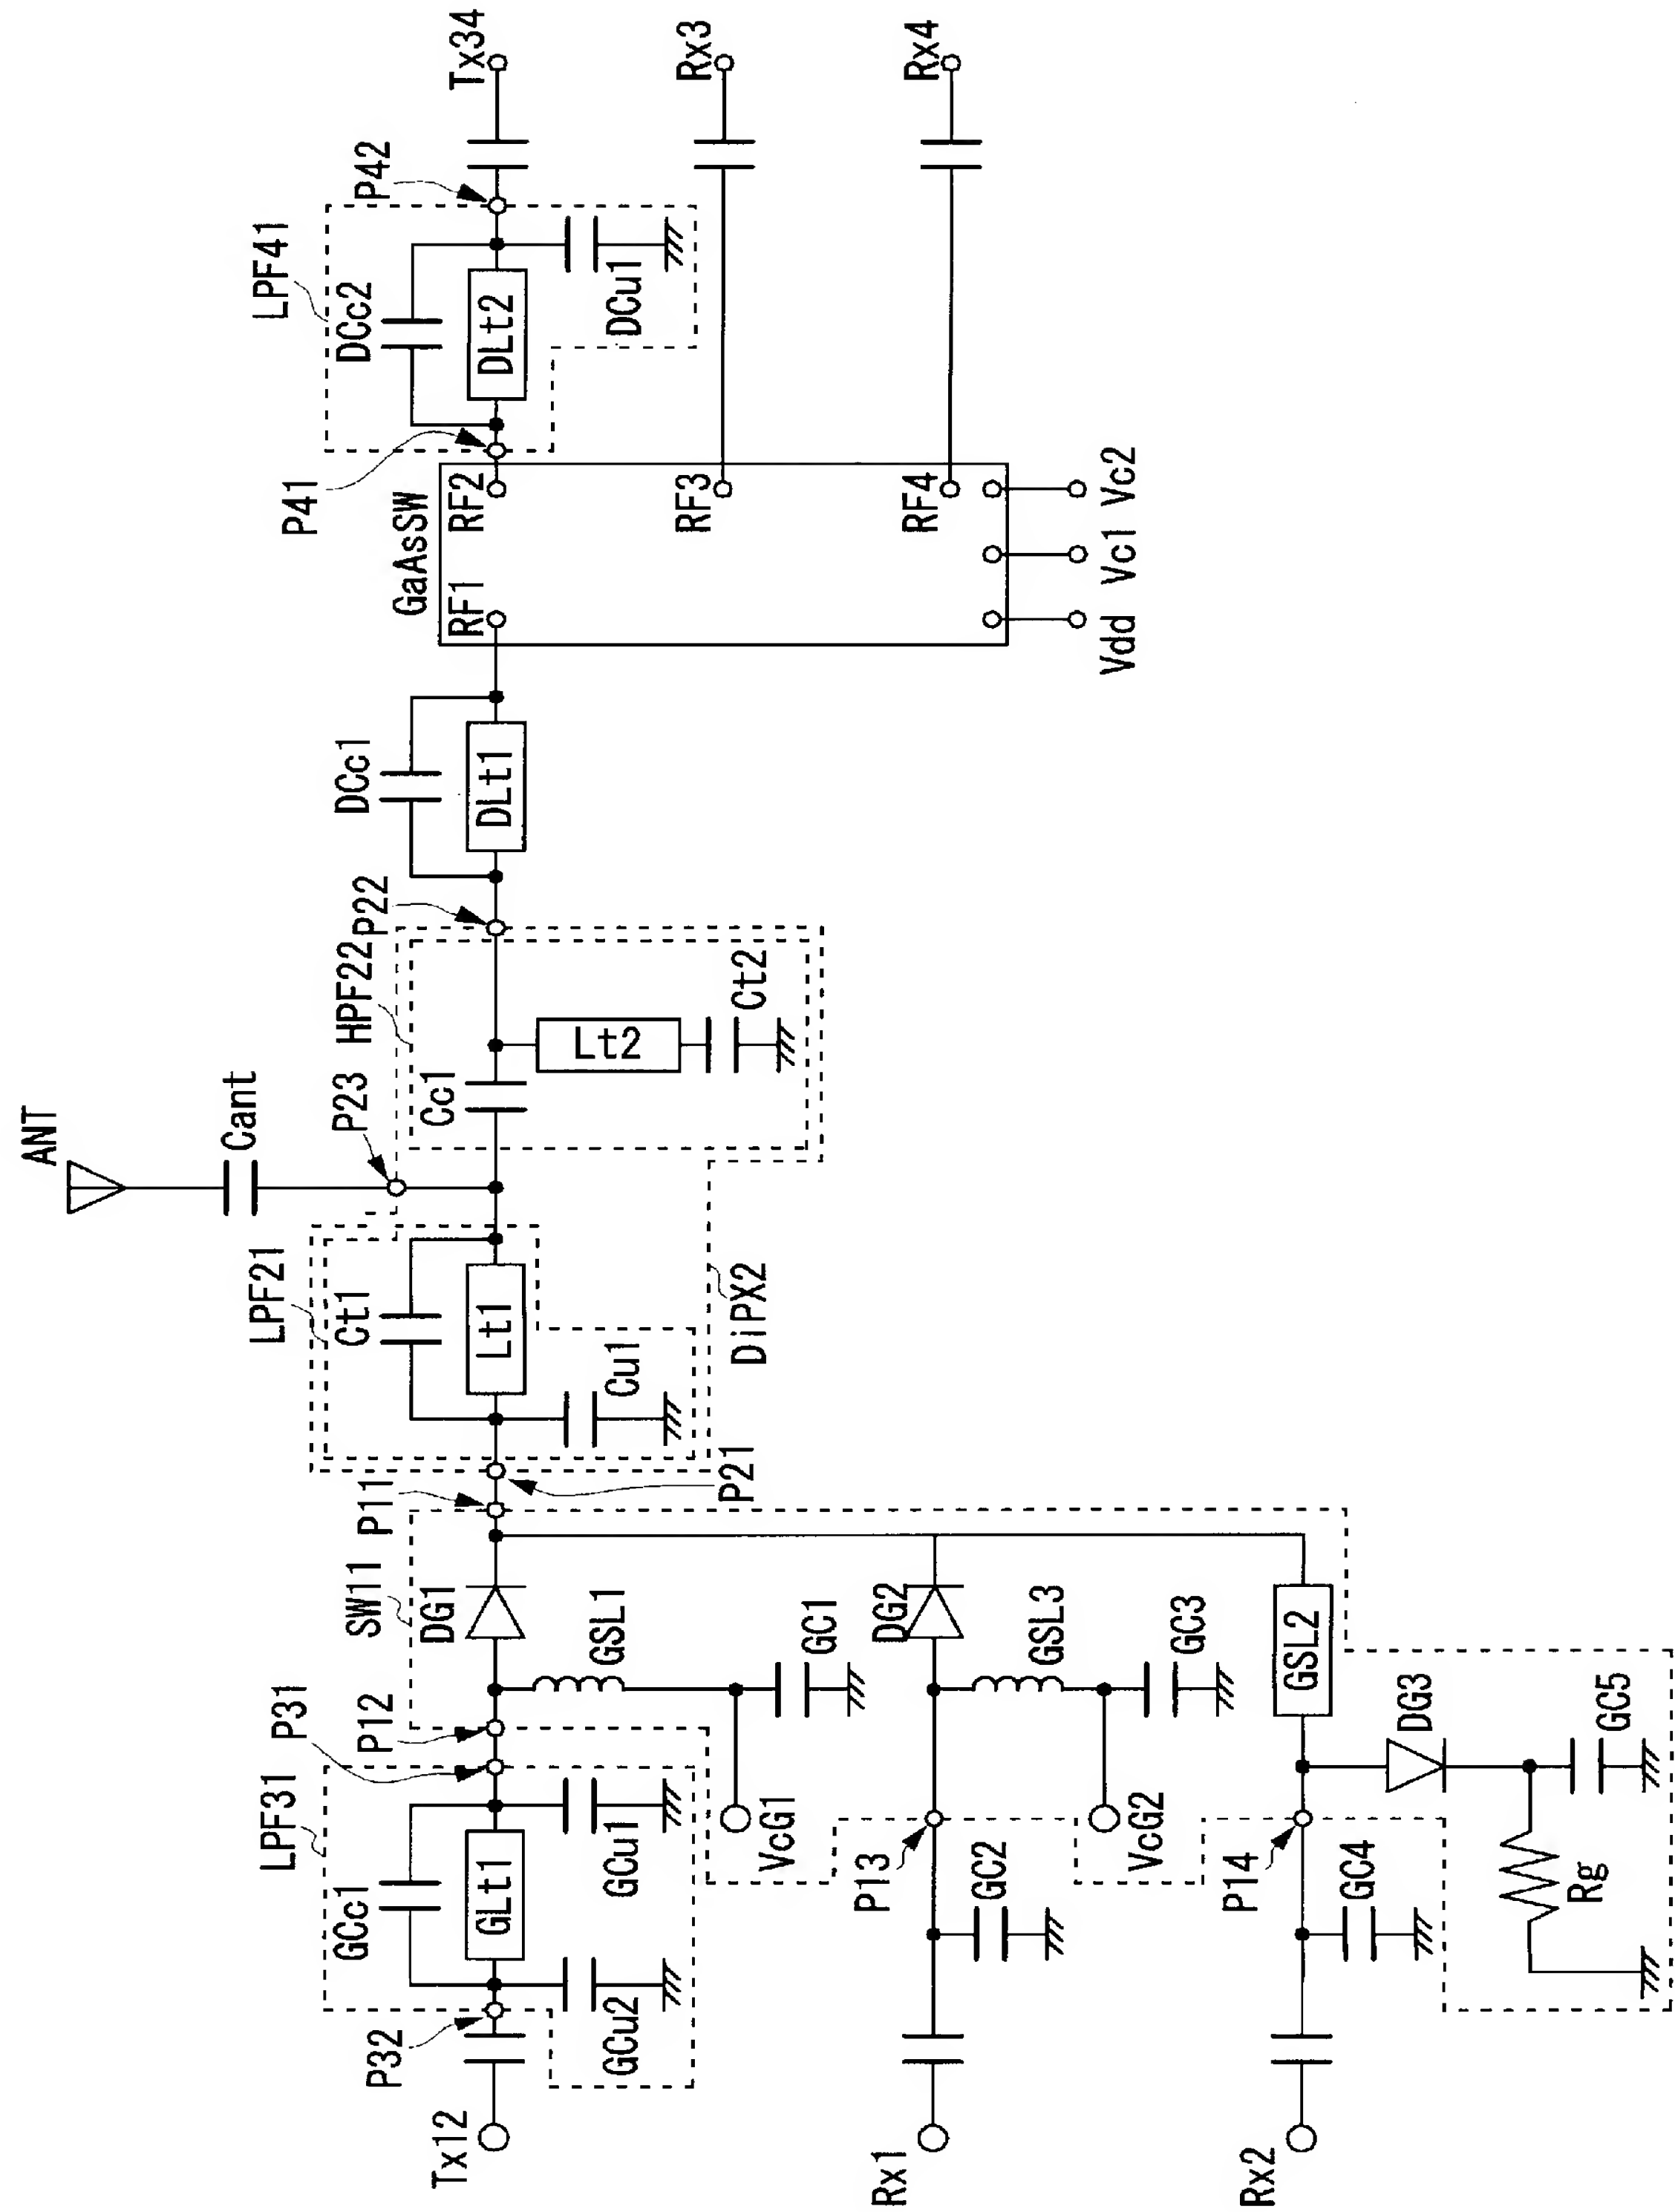 ANT
Cant
P23
LPF21
Ct1
Lt1
Cu1
P21
DiPX2
HPF22
P22
Cc1
Lt2
Ct2
DCc1
DLt1
GaAsSW
RF1
RF2
RF3
RF4
Vdd
Vc1
Vc2
P41
LPF41
DCc2
DLt2
DCu1
P42
Tx34
Rx3
Rx4
SW11
P11
DG1
GSL1
GC1
VcG1
P12
P31
LPF31
GCc1
GLt1
GCu1
GCu2
P32
Tx12
DG2
GSL3
GC3
VcG2
P13
GC2
Rx1
GSL2
DG3
GC5
Rg
P14
GC4
Rx2